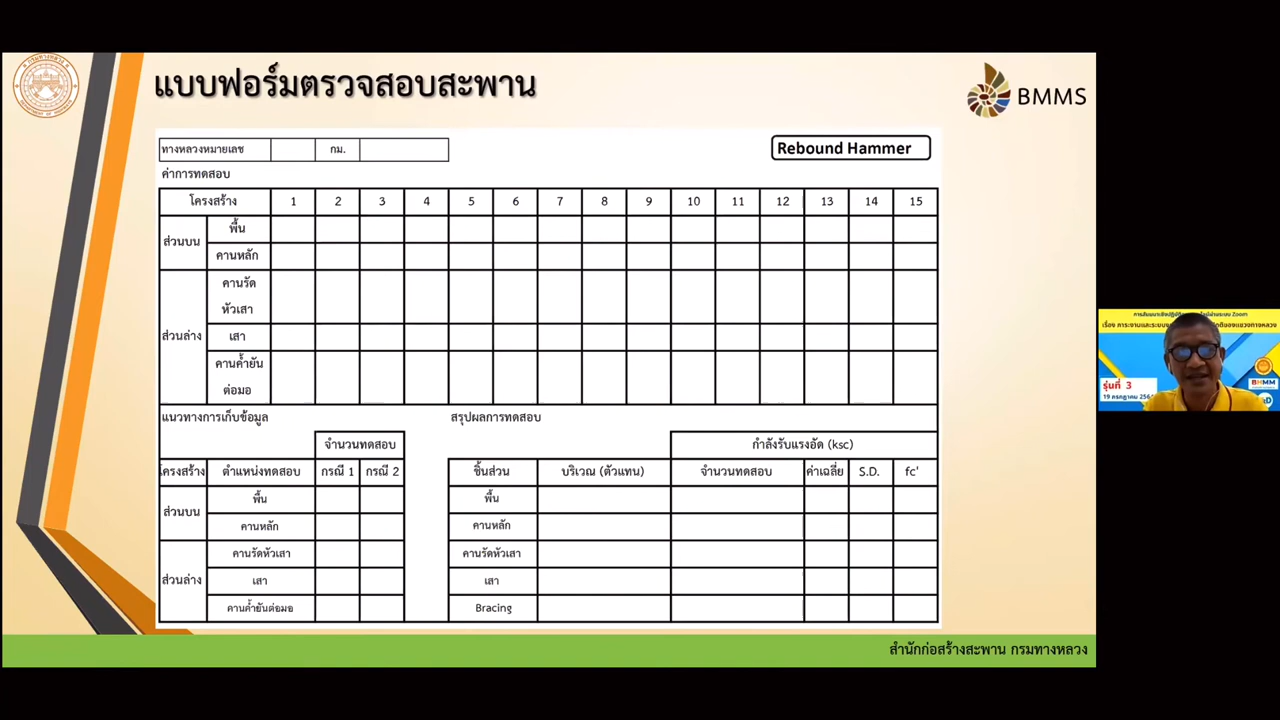 แบบฟอร์มตรวจสอบสะพาน
BMMS
ทางหลวงหมายเลข กม.
Rebound Hammer
ค่าการทดสอบ
โครงสร้าง 1 2 3 4 5 6 7 8 9 10 11 12 13 14 15
ส่วนบน
พื้น
คานหลัก
ส่วนล่าง
คานรัด
หัวเสา
เสา
คานค้ำยัน
ต่อมอ
แนวทางการเก็บข้อมูล
จำนวนทดสอบ
โครงสร้าง ตำแหน่งทดสอบ กรณี 1 กรณี 2
ส่วนบน
พื้น
คานหลัก
ส่วนล่าง
คานรัดหัวเสา
เสา
คานค้ำยันต่อมอ
สรุปผลการทดสอบ
กำลังรับแรงอัด (ksc)
ชิ้นส่วน บริเวณ (ตัวแทน) จำนวนทดสอบ ค่าเฉลี่ย S.D. fc'
พื้น
คานหลัก
คานรัดหัวเสา
เสา
Bracing
สำนักก่อสร้างสะพาน กรมทางหลวง
รุ่นที่ 3
19 กรกฎาคม